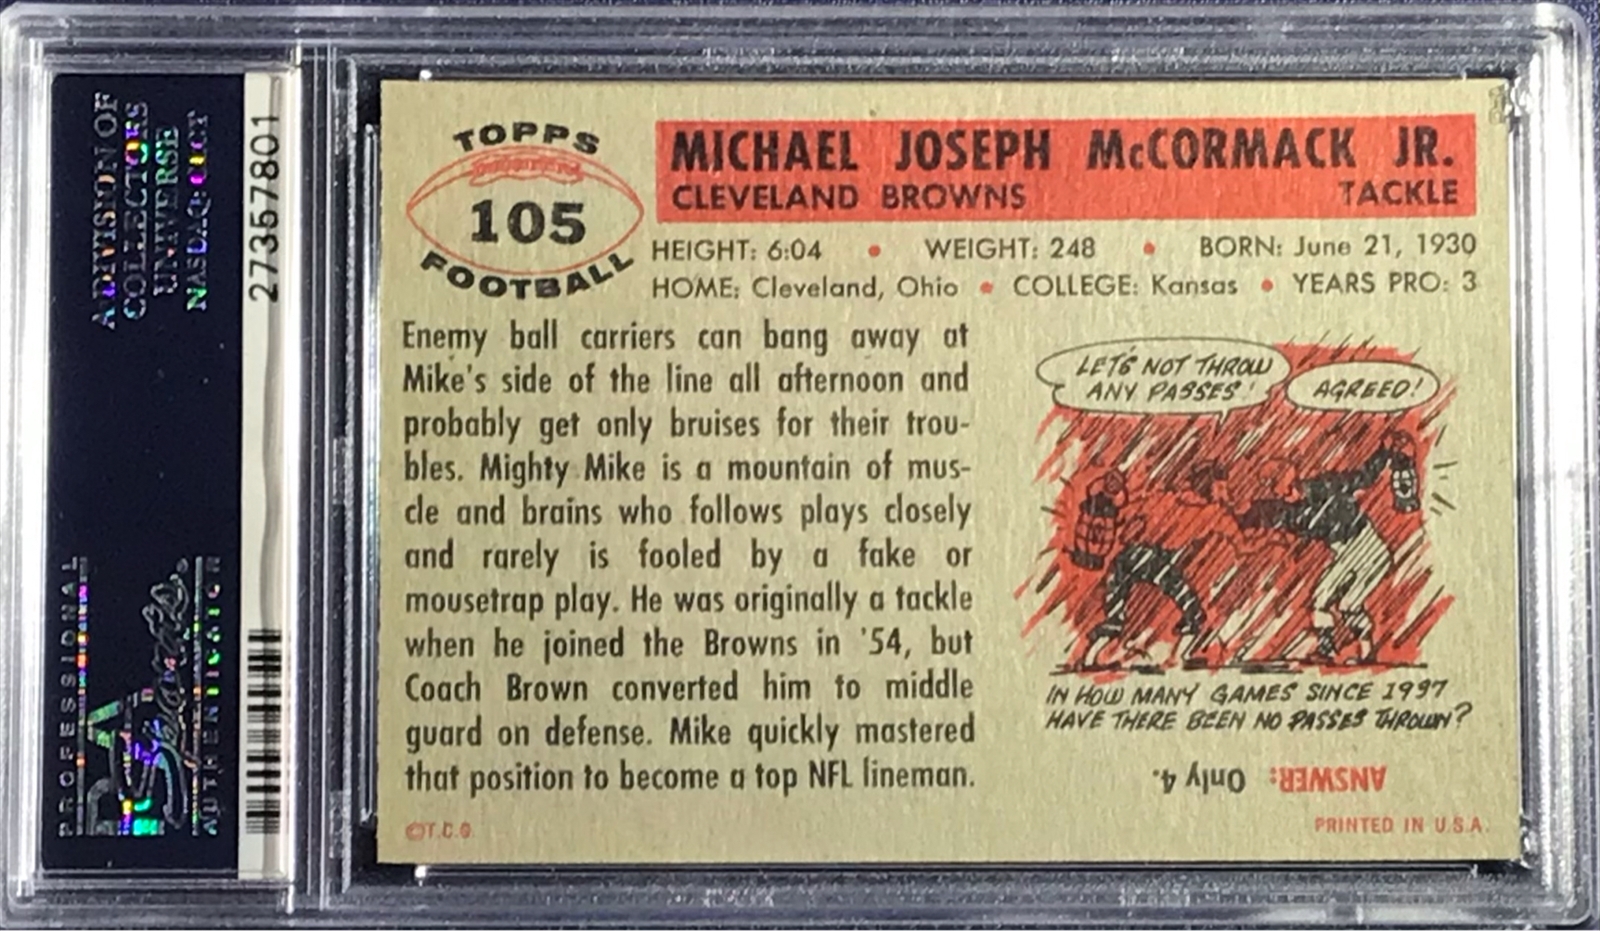 A DIVISION OF
COLLECTORS
UNIVERSE
NASDAQ: CLCT
PROFESSIONAL
PSA
Sports
AUTHENTICATOR
27357801
TOPPS
105
FOOTBALL
MICHAEL JOSEPH McCORMACK JR.
CLEVELAND BROWNS TACKLE
HEIGHT: 6:04 • WEIGHT: 248 • BORN: June 21, 1930
HOME: Cleveland, Ohio • COLLEGE: Kansas • YEARS PRO: 3
Enemy ball carriers can bang away at
Mike's side of the line all afternoon and
probably get only bruises for their trou-
bles. Mighty Mike is a mountain of mus-
cle and brains who follows plays closely
and rarely is fooled by a fake or
mousetrap play. He was originally a tackle
when he joined the Browns in '54, but
Coach Brown converted him to middle
guard on defense. Mike quickly mastered
that position to become a top NFL lineman.
LET'S NOT THROW
ANY PASSES!
AGREED!
IN HOW MANY GAMES SINCE 1937
HAVE THERE BEEN NO PASSES THROWN?
ANSWER: Only 4.
©T.C.G.
PRINTED IN U.S.A.